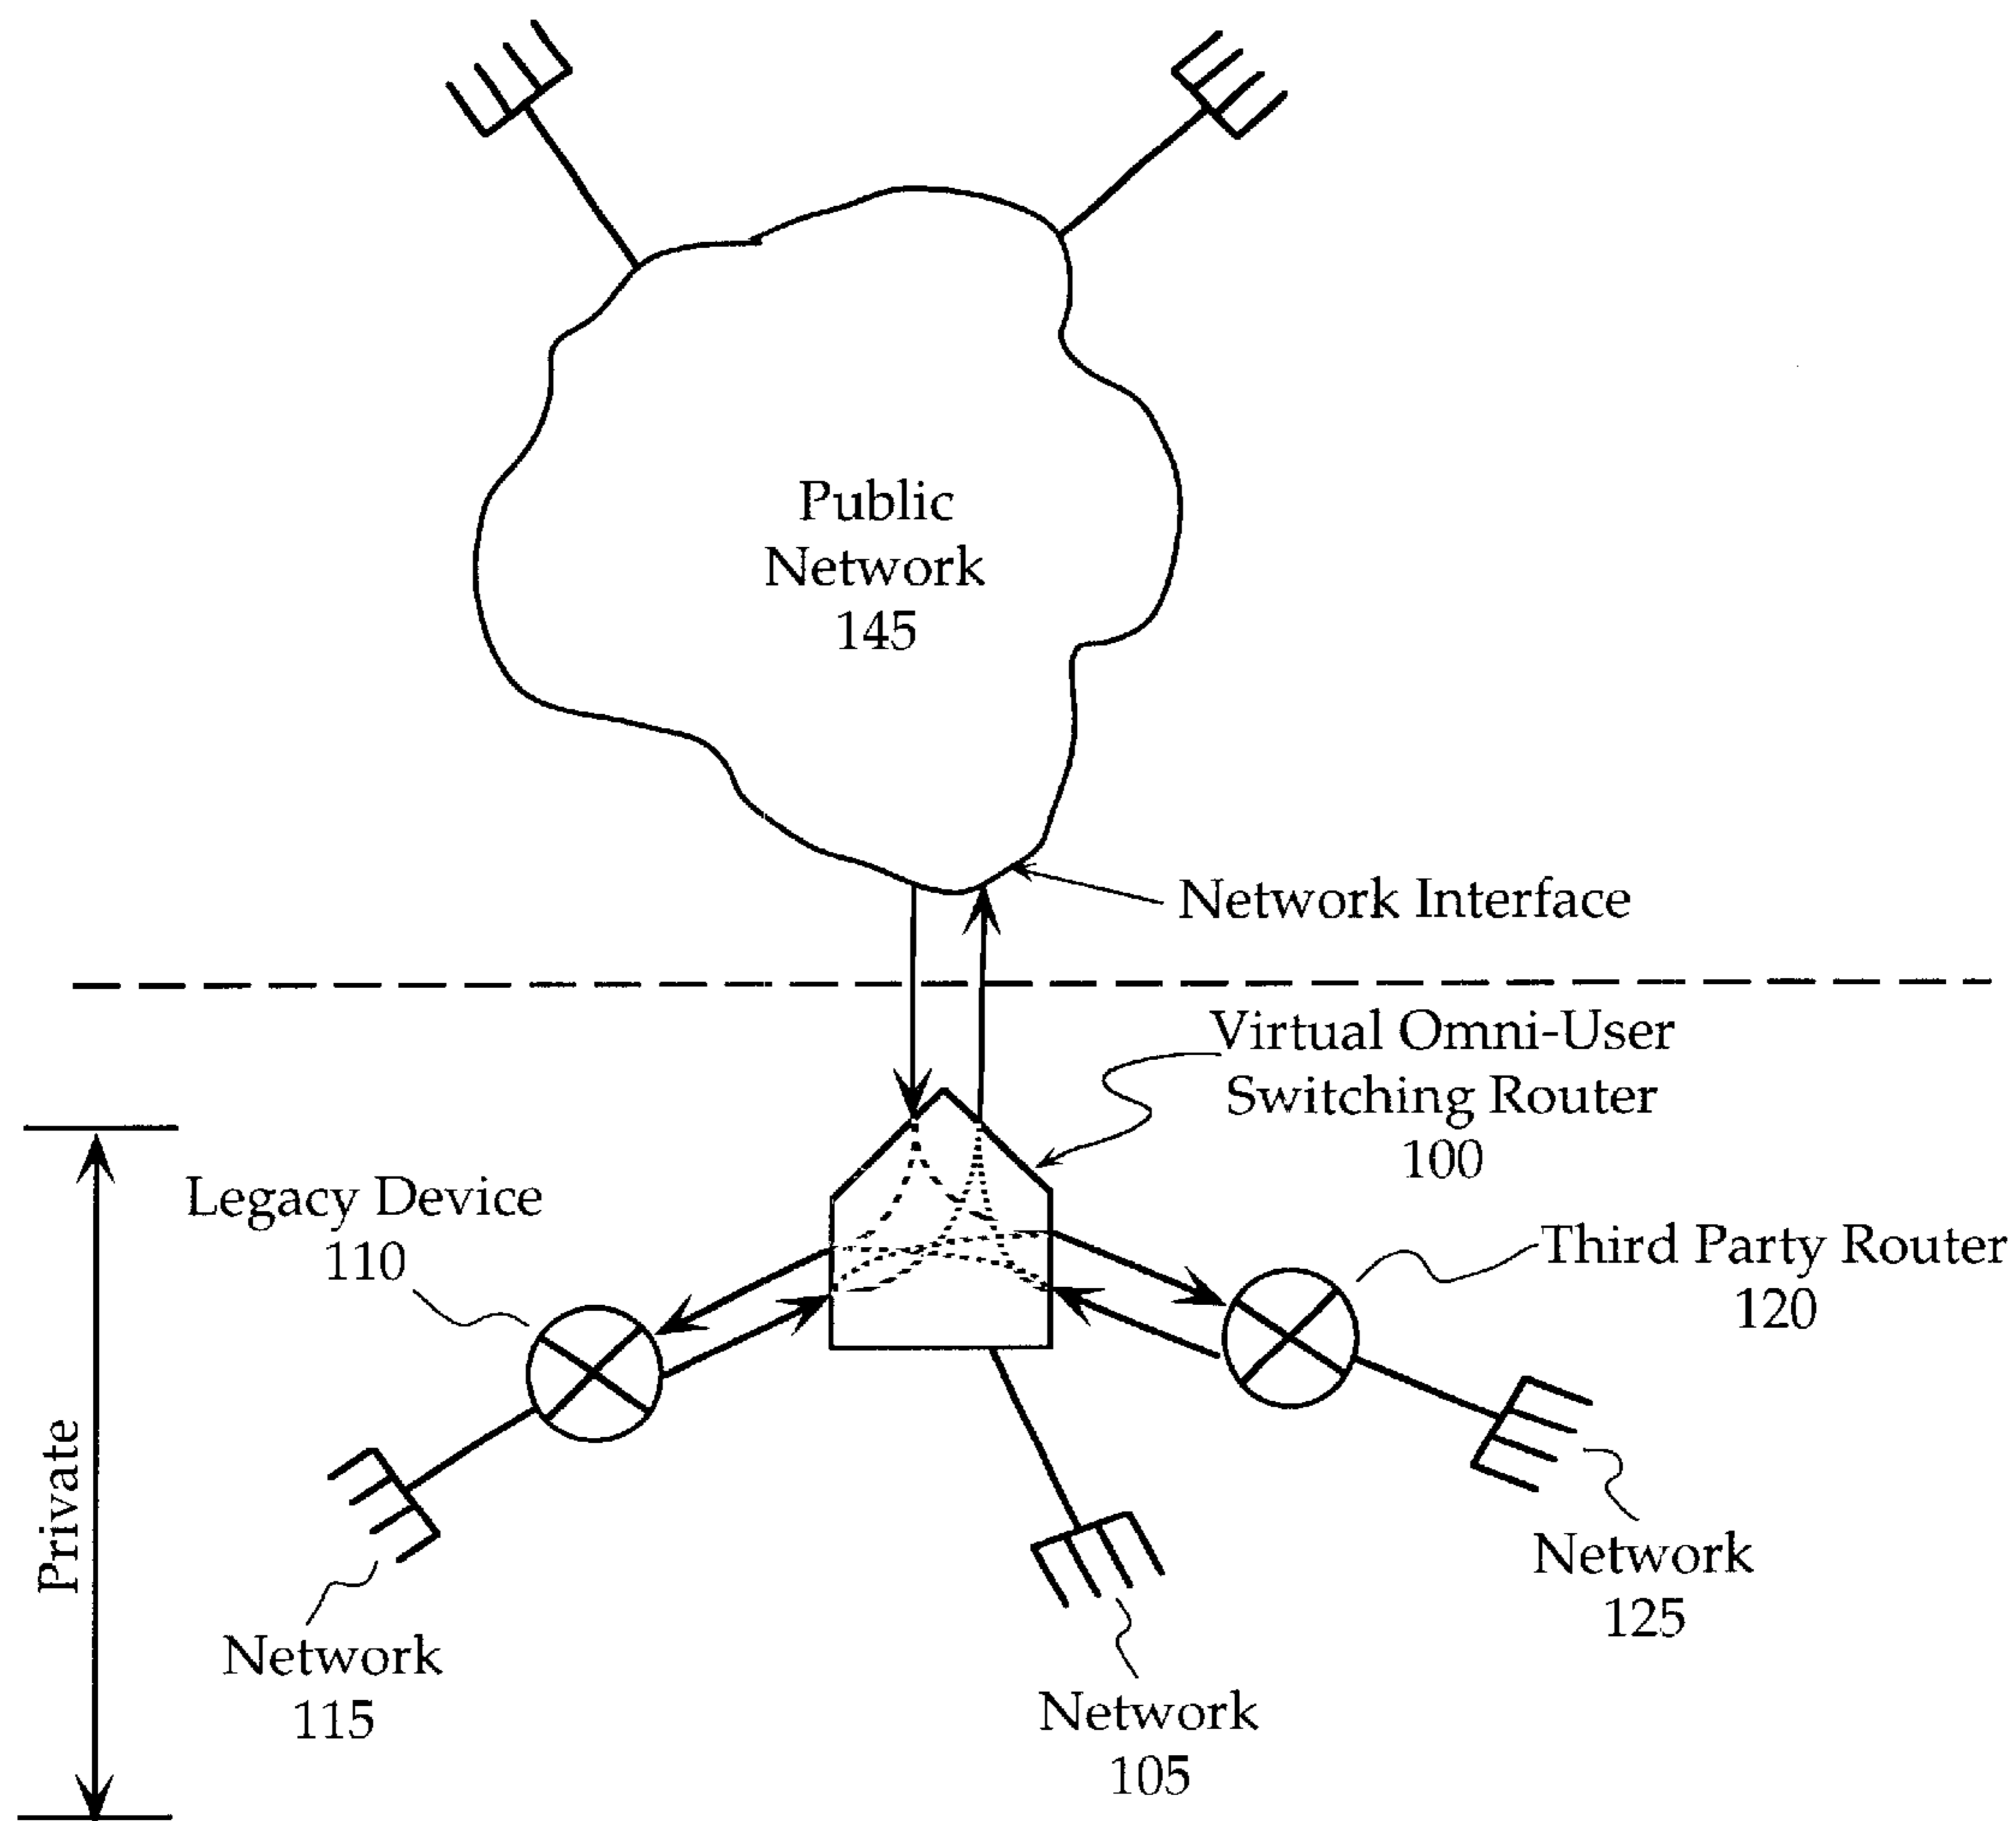 Public
Network
145
Network Interface
Virtual Omni-User
Switching Router
100
Legacy Device
110
Third Party Router
120
Private
Network
125
Network
115
Network
105